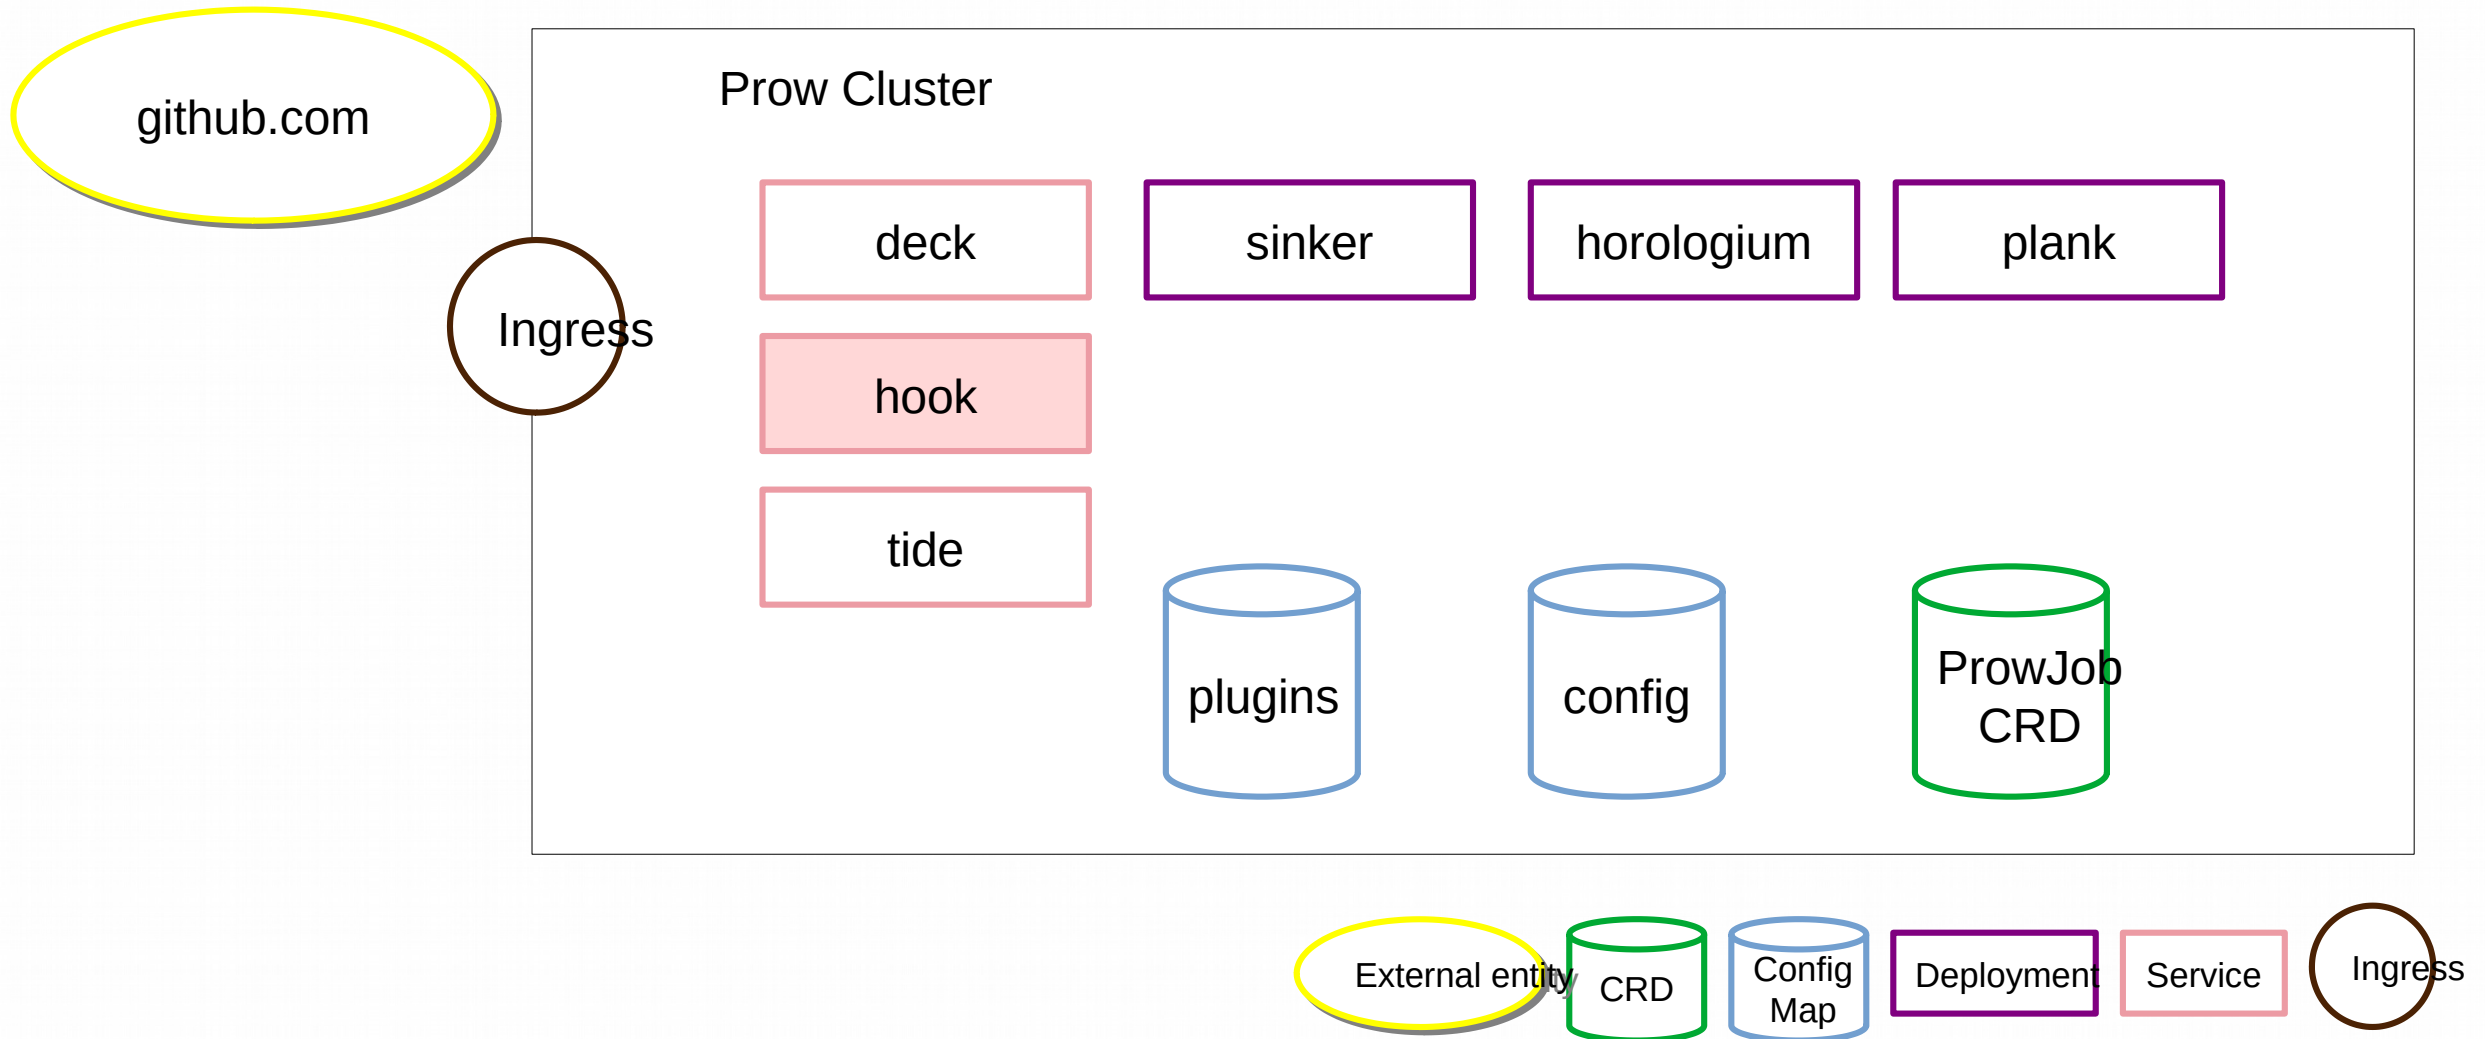 github.com
Prow Cluster
deck
sinker
horologium
plank
Ingress
hook
tide
plugins
config
ProwJob
CRD
External entity
CRD
Config
Map
Deployment
Service
Ingress